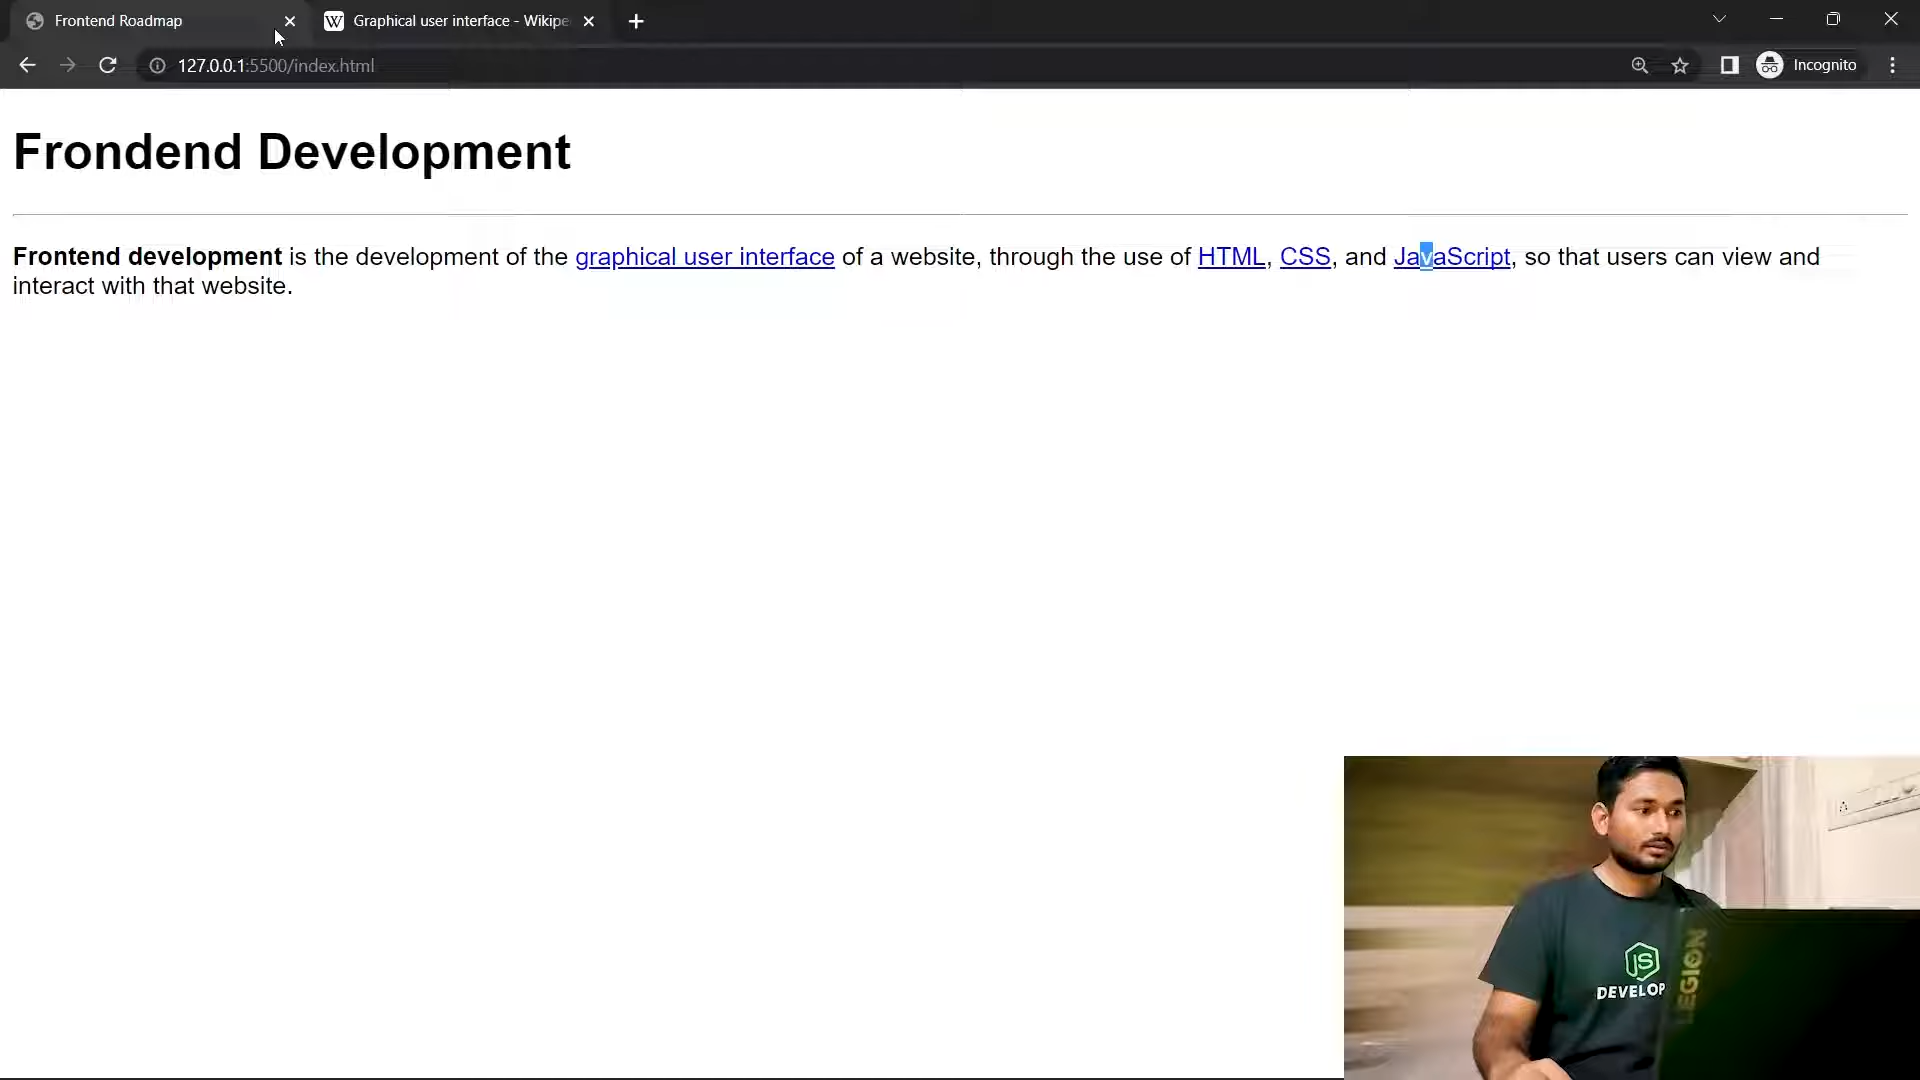 Frontend Roadmap
Graphical user interface - Wikipe
127.0.0.1:5500/index.html
Incognito
Frondend Development
Frontend development is the development of the graphical user interface of a website, through the use of HTML, CSS, and JavaScript, so that users can view and
interact with that website.
JS
DEVELOP
LEGION